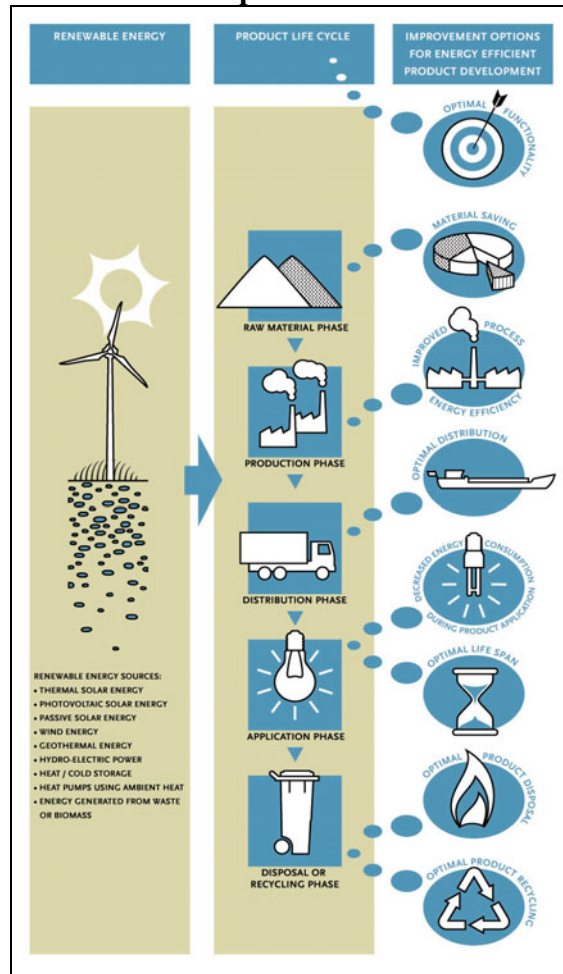 RENEWABLE ENERGY
PRODUCT LIFE CYCLE
IMPROVEMENT OPTIONS
FOR ENERGY EFFICIENT
PRODUCT DEVELOPMENT
OPTIMAL FUNCTIONALITY
MATERIAL SAVING
RAW MATERIAL PHASE
IMPROVED PROCESS
ENERGY EFFICIENCY
PRODUCTION PHASE
OPTIMAL DISTRIBUTION
DISTRIBUTION PHASE
DECREASED ENERGY CONSUMPTION
DURING PRODUCT APPLICATION
OPTIMAL LIFE SPAN
APPLICATION PHASE
RENEWABLE ENERGY SOURCES:
• THERMAL SOLAR ENERGY
• PHOTOVOLTAIC SOLAR ENERGY
• PASSIVE SOLAR ENERGY
• WIND ENERGY
• GEOTHERMAL ENERGY
• HYDRO-ELECTRIC POWER
• HEAT / COLD STORAGE
• HEAT PUMPS USING AMBIENT HEAT
• ENERGY GENERATED FROM WASTE
OR BIOMASS
OPTIMAL PRODUCT DISPOSAL
DISPOSAL OR
RECYCLING PHASE
OPTIMAL PRODUCT RECYCLING